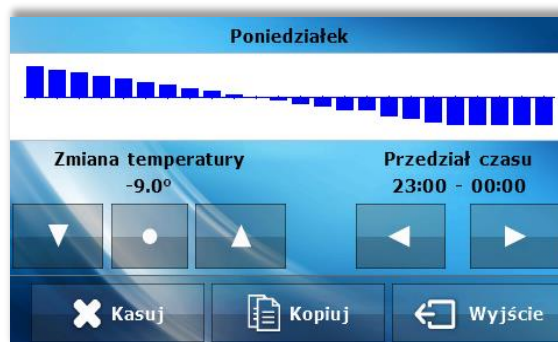 Poniedziałek
Zmiana temperatury
-9.0°
Przedział czasu
23:00 - 00:00
Kasuj
Kopiuj
Wyjście